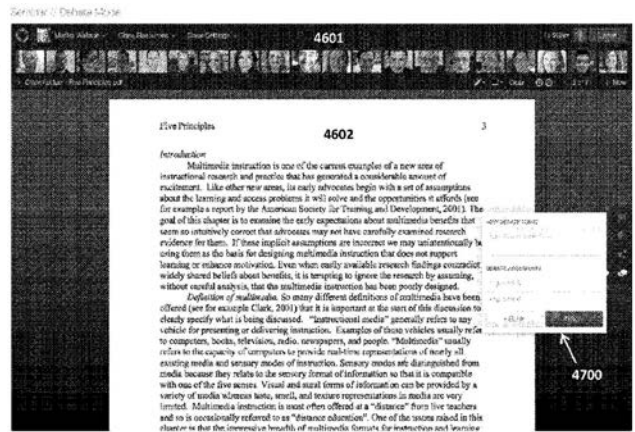 Seminar // Debate Mode
4601
Five Principles 3
4602
Introduction
Multimedia instruction is one of the current examples of a new area of
instructional research and practice that has generated a considerable amount of
excitement. Like other new areas, its early advocates begin with a set of assumptions
about the learning and access problems it will solve and the opportunities it affords (see
for example a report by the American Society for Training and Development, 2001). The
goal of this chapter is to examine the early expectations about multimedia benefits that
seem so intuitively correct that advocates may not have carefully examined research
evidence for them. If these implicit assumptions are incorrect we may unintentionally be
using them as the basis for designing multimedia instruction that does not support
learning or enhance motivation. Even when easily available research findings contradict
widely shared beliefs about benefits, it is tempting to ignore the research by assuming,
without careful analysis, that the multimedia instruction has been poorly designed.
Definition of multimedia. So many different definitions of multimedia have been
offered (see for example Clark, 2001) that it is important at the start of this discussion to
clearly specify what is being discussed. "Instructional media" generally refers to any
vehicle for presenting or delivering instruction. Examples of these vehicles usually refer
to computers, books, television, radio, newspapers, and people. "Multimedia" usually
refers to the capacity of computers to provide real-time representations of nearly all
existing media and sensory modes of instruction. Sensory modes are distinguished from
media because they relate to the sensory format of information so that it is compatible
with one of the five senses. Visual and aural forms of information can be provided by a
variety of media whereas taste, smell, and texture representations in media are very
limited. Multimedia instruction is most often offered at a "distance" from live teachers
and so is occasionally referred to as "distance education". One of the issues raised in this
chapter is that the impressive breadth of multimedia formats for instruction and learning
4700